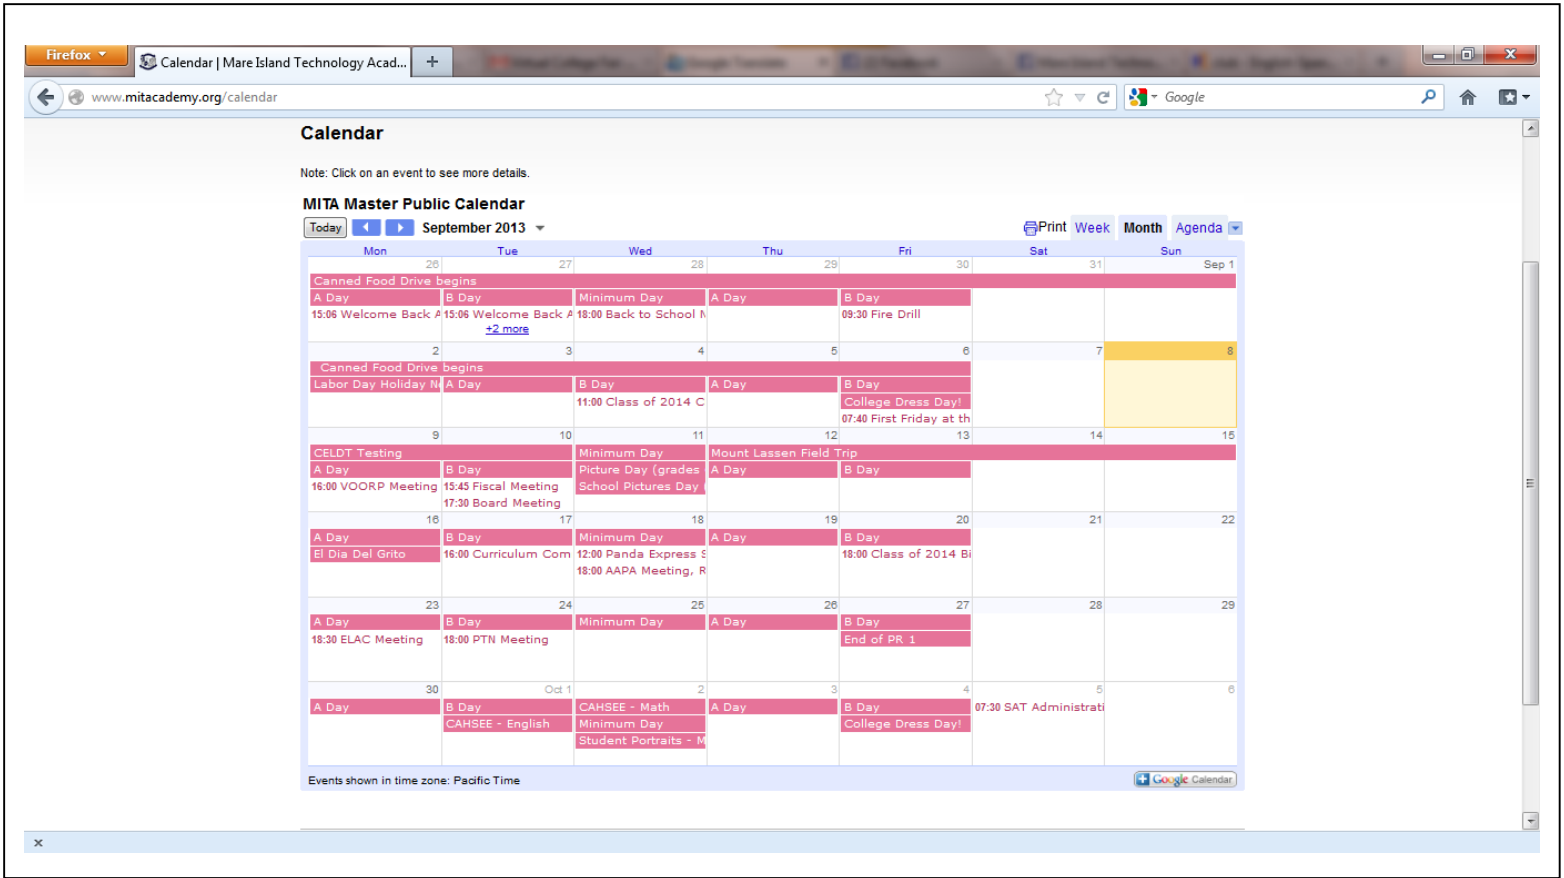 Firefox
Calendar | Mare Island Technology Acad...
www.mitacademy.org/calendar
Google
Calendar
Note: Click on an event to see more details.
MITA Master Public Calendar
Today September 2013 Print Week Month Agenda
Mon Tue Wed Thu Fri Sat Sun
26 27 28 29 30 31 Sep 1
Canned Food Drive begins
A Day B Day Minimum Day A Day B Day
15:06 Welcome Back A 15:06 Welcome Back A 18:00 Back to School N 09:30 Fire Drill
+2 more
2 3 4 5 6 7 8
Canned Food Drive begins
Labor Day Holiday No A Day B Day A Day B Day
11:00 Class of 2014 C College Dress Day!
07:40 First Friday at th
9 10 11 12 13 14 15
CELDT Testing Minimum Day Mount Lassen Field Trip
A Day B Day Picture Day (grades A Day B Day
16:00 VOORP Meeting 15:45 Fiscal Meeting School Pictures Day
17:30 Board Meeting
16 17 18 19 20 21 22
A Day B Day Minimum Day A Day B Day
El Dia Del Grito 16:00 Curriculum Com 12:00 Panda Express S 18:00 Class of 2014 Bi
18:00 AAPA Meeting, R
23 24 25 26 27 28 29
A Day B Day Minimum Day A Day B Day
18:30 ELAC Meeting 18:00 PTN Meeting End of PR 1
30 Oct 1 2 3 4 5 6
A Day B Day CAHSEE - Math A Day B Day 07:30 SAT Administrati
CAHSEE - English Minimum Day College Dress Day!
Student Portraits - M
Events shown in time zone: Pacific Time
Google Calendar